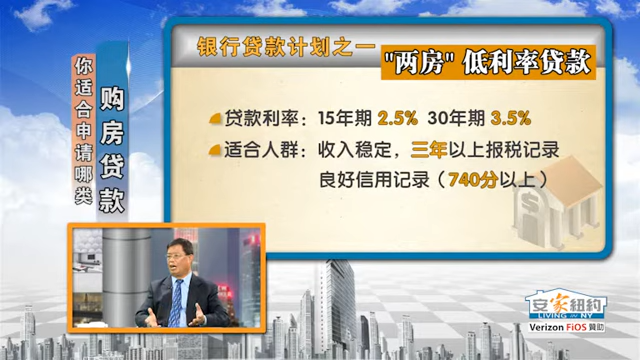 银行贷款计划之一
"两房" 低利率贷款
贷款利率：15年期 2.5% 30年期 3.5%
适合人群：收入稳定，三年以上报税记录
良好信用记录（740分以上）
购房贷款
你适合申请哪类
安家紐約
LIVING IN NY
Verizon FiOS 贊助